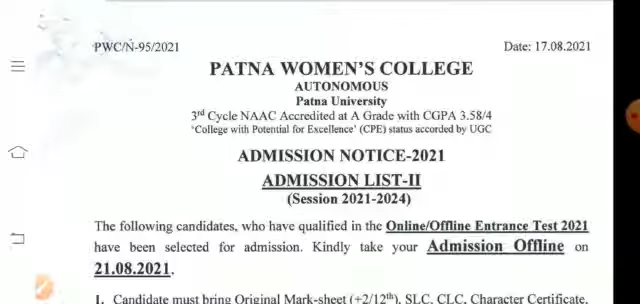 PWC/N-95/2021 Date: 17.08.2021
PATNA WOMEN'S COLLEGE
AUTONOMOUS
Patna University
3rd Cycle NAAC Accredited at A Grade with CGPA 3.58/4
'College with Potential for Excellence' (CPE) status accorded by UGC
ADMISSION NOTICE-2021
ADMISSION LIST-II
(Session 2021-2024)
The following candidates, who have qualified in the Online/Offline Entrance Test 2021
have been selected for admission. Kindly take your Admission Offline on
21.08.2021.
1. Candidate must bring Original Mark-sheet (+2/12th), SLC, CLC, Character Certificate,